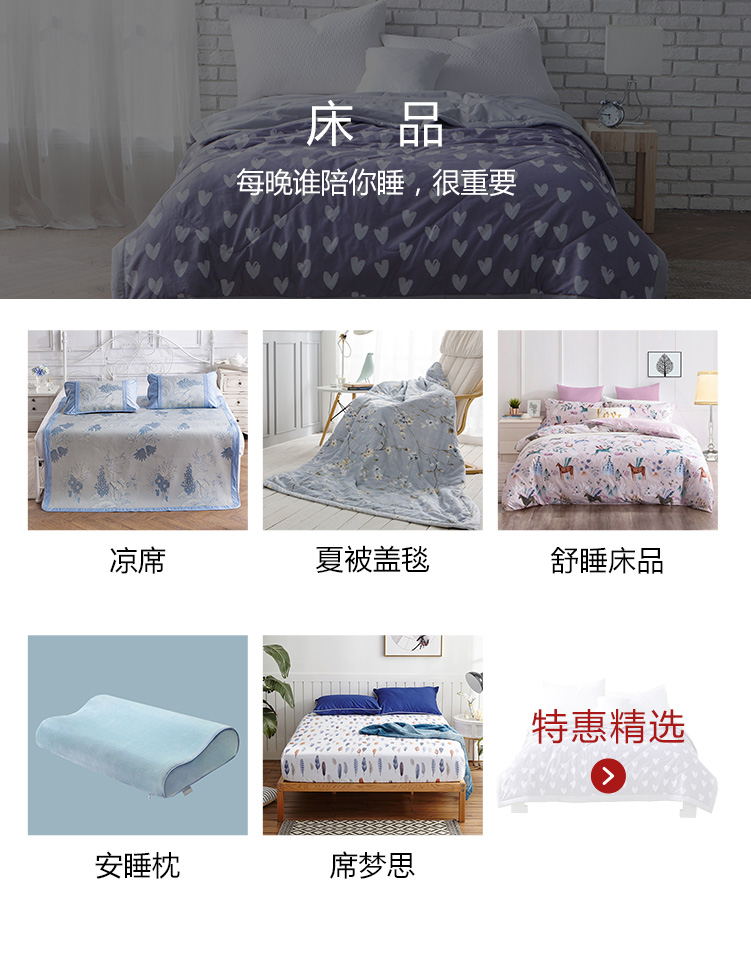 床 品
每晚谁陪你睡，很重要
凉席
夏被盖毯
舒睡床品
特惠精选
安睡枕
席梦思